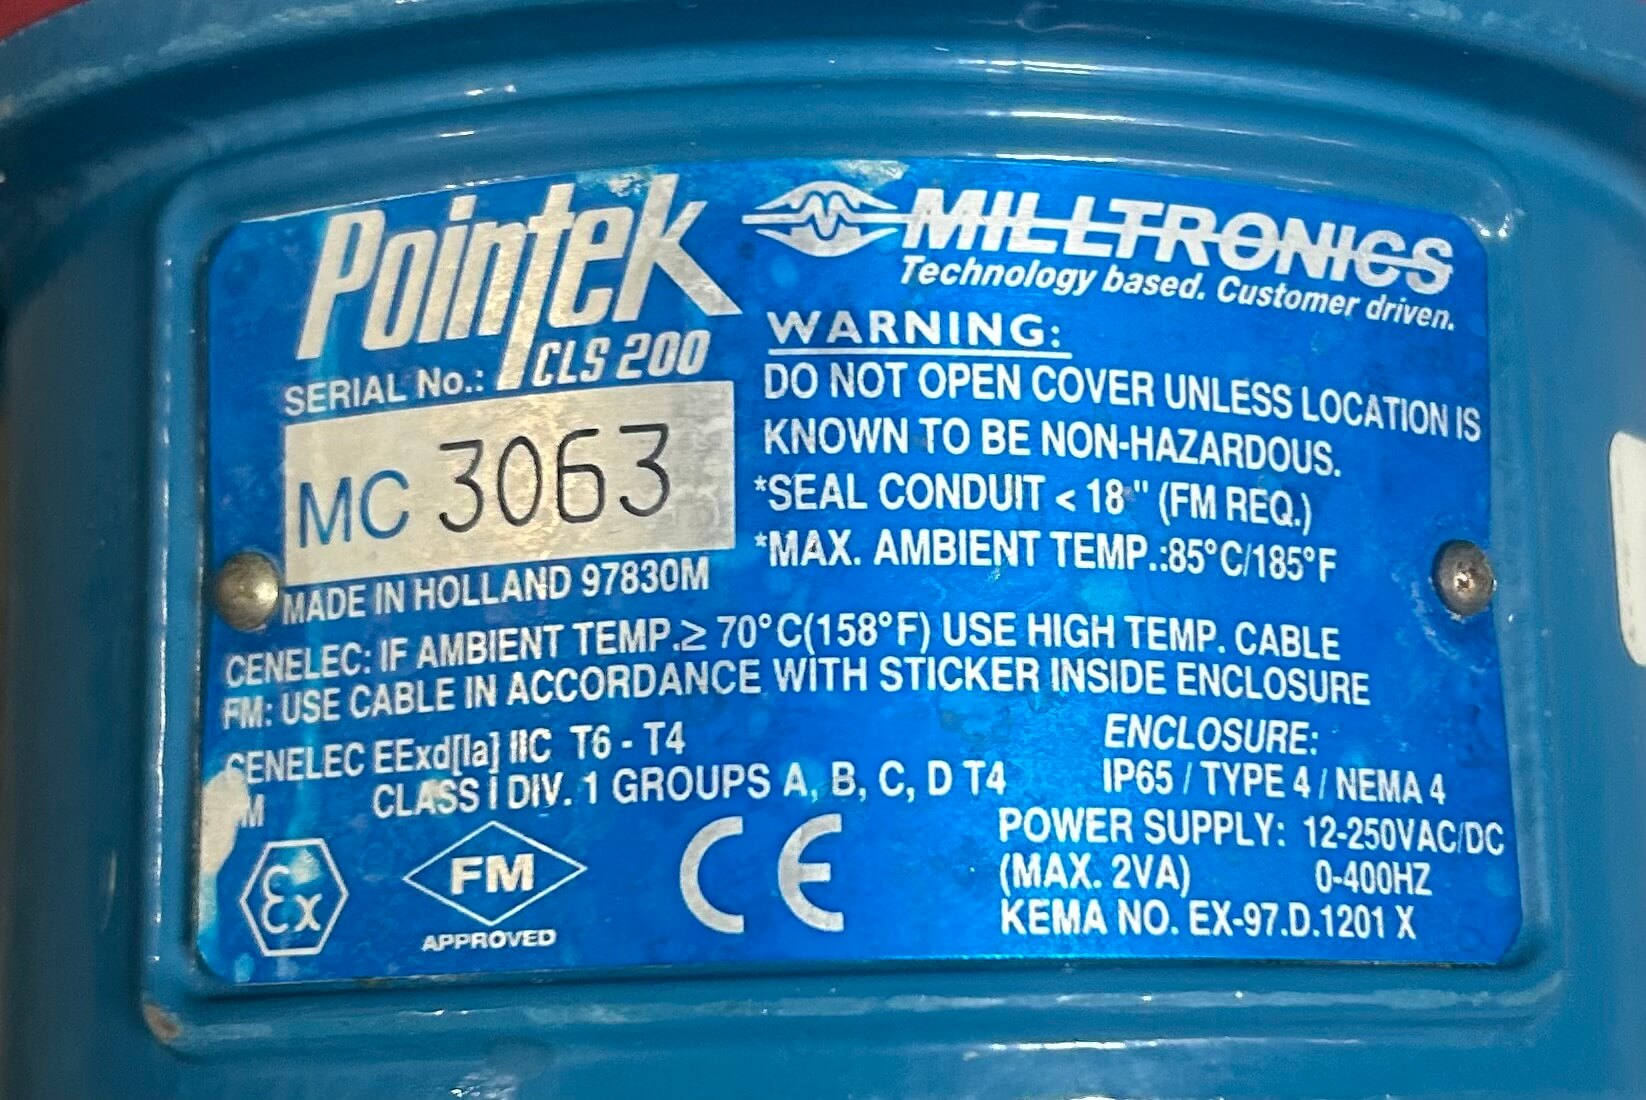 Pointek
CLS 200
MILLTRONICS
Technology based. Customer driven.
SERIAL No.:
MC 3063
MADE IN HOLLAND 97830M
WARNING:
DO NOT OPEN COVER UNLESS LOCATION IS
KNOWN TO BE NON-HAZARDOUS.
*SEAL CONDUIT < 18" (FM REQ.)
*MAX. AMBIENT TEMP.:85°C/185°F
CENELEC: IF AMBIENT TEMP.≥ 70°C(158°F) USE HIGH TEMP. CABLE
FM: USE CABLE IN ACCORDANCE WITH STICKER INSIDE ENCLOSURE
CENELEC EExd[Ia] IIC T6 - T4
FM CLASS I DIV. 1 GROUPS A, B, C, D T4
ENCLOSURE:
IP65 / TYPE 4 / NEMA 4
POWER SUPPLY: 12-250VAC/DC
(MAX. 2VA) 0-400HZ
KEMA NO. EX-97.D.1201 X
Ex
FM
APPROVED
CE